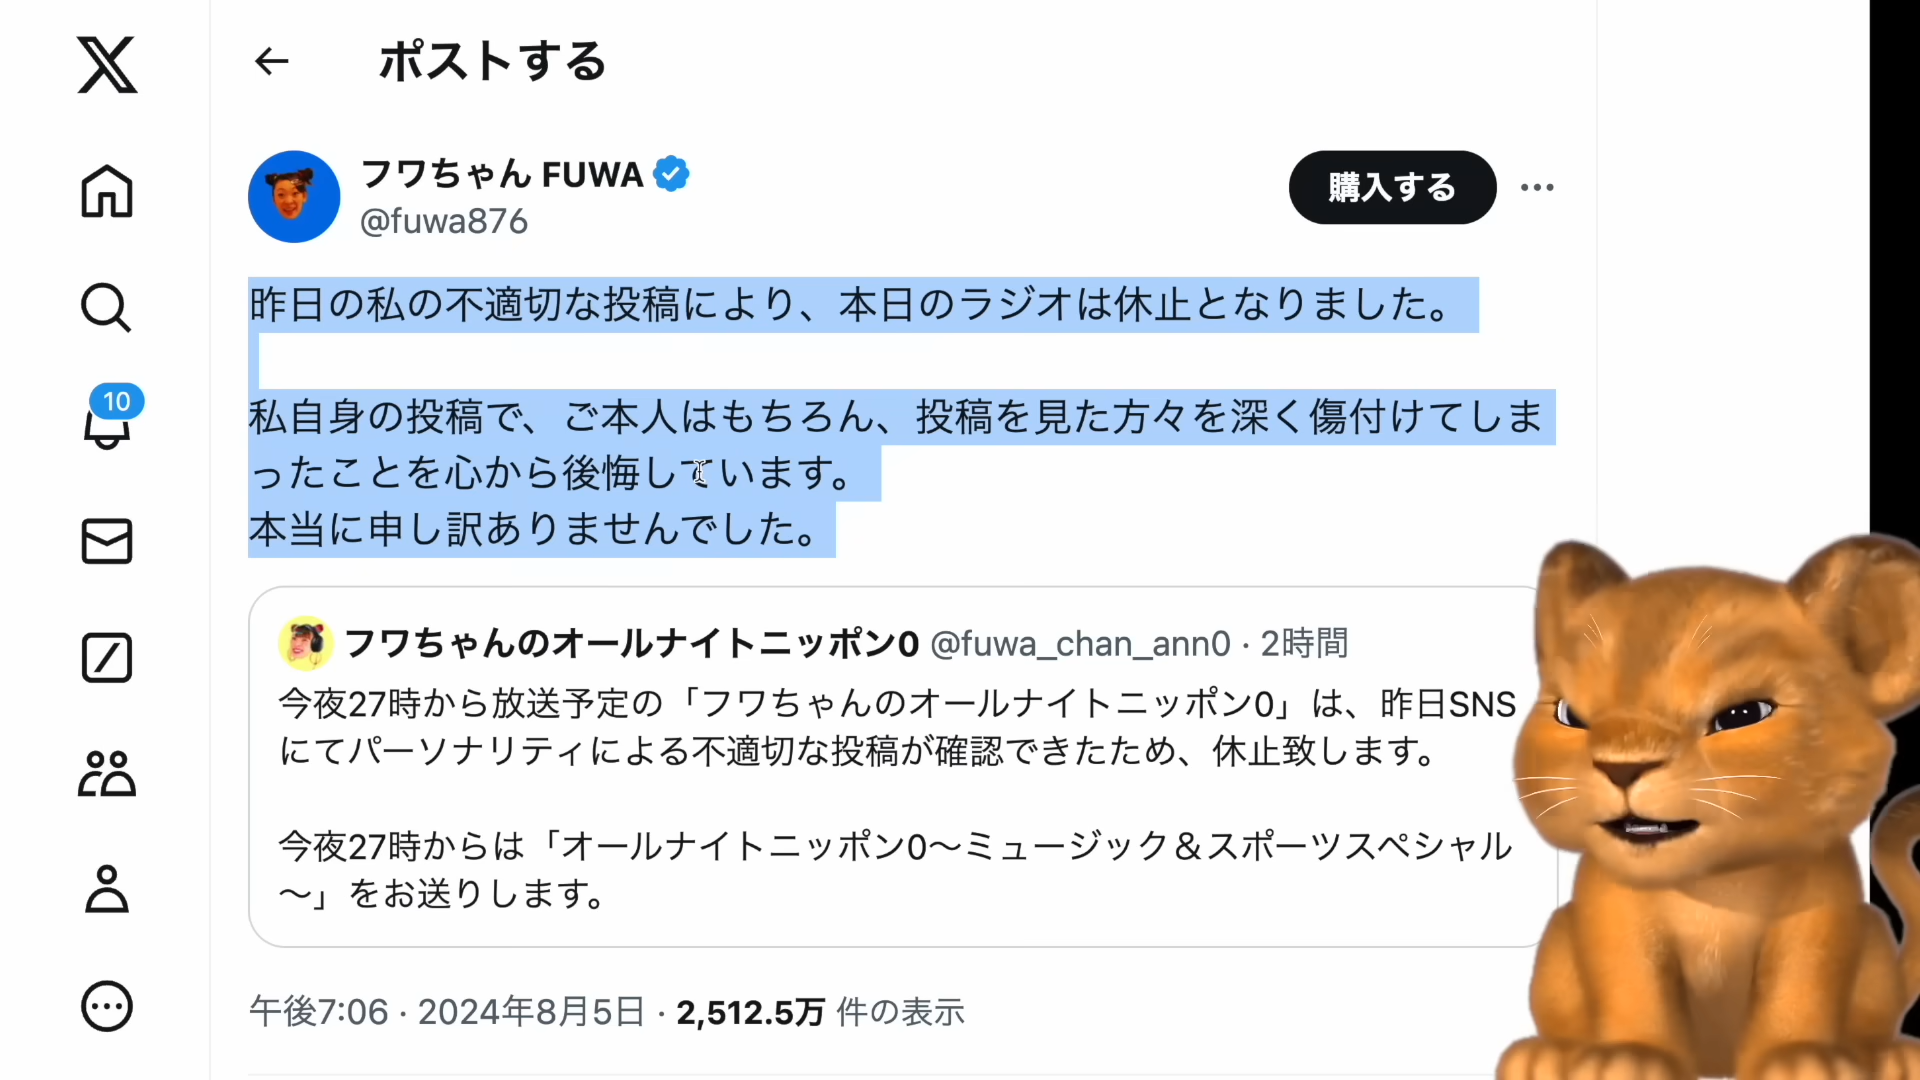 ポストする
フワちゃん FUWA
@fuwa876
購入する
10
昨日の私の不適切な投稿により、本日のラジオは休止となりました。
私自身の投稿で、ご本人はもちろん、投稿を見た方々を深く傷付けてしま
ったことを心から後悔しています。
本当に申し訳ありませんでした。
フワちゃんのオールナイトニッポン0 @fuwa_chan_ann0 · 2時間
今夜27時から放送予定の「フワちゃんのオールナイトニッポン0」は、昨日SNS
にてパーソナリティによる不適切な投稿が確認できたため、休止致します。
今夜27時からは「オールナイトニッポン0〜ミュージック＆スポーツスペシャル
〜」をお送りします。
午後7:06 · 2024年8月5日 · 2,512.5万 件の表示